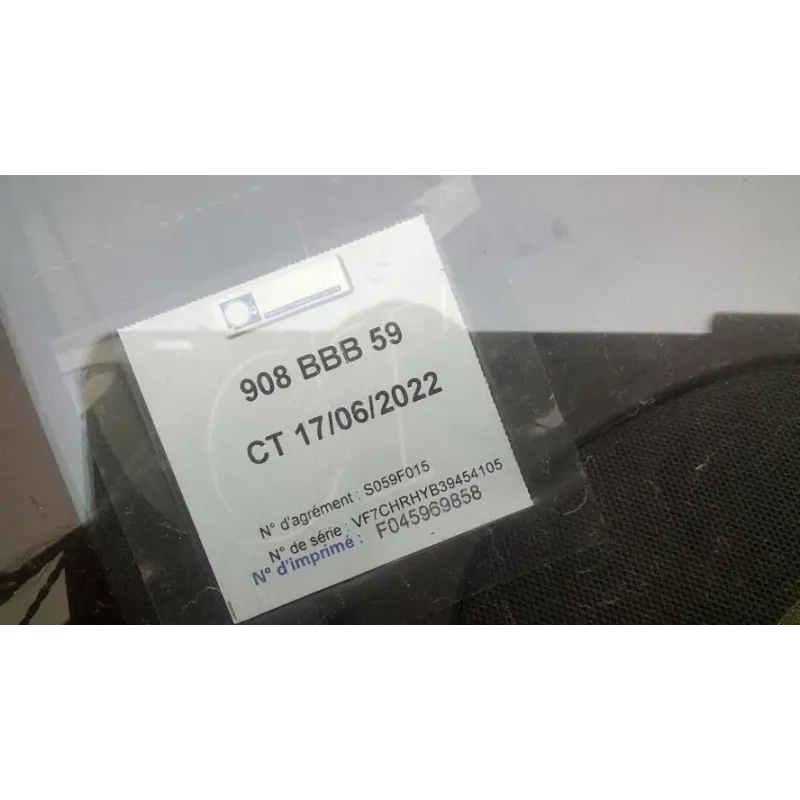 908 BBB 59
CT 17/06/2022
N° d'agrément : S059F015
N° de série : VF7CHRHYB39454105
N° d'imprimé : F045969858